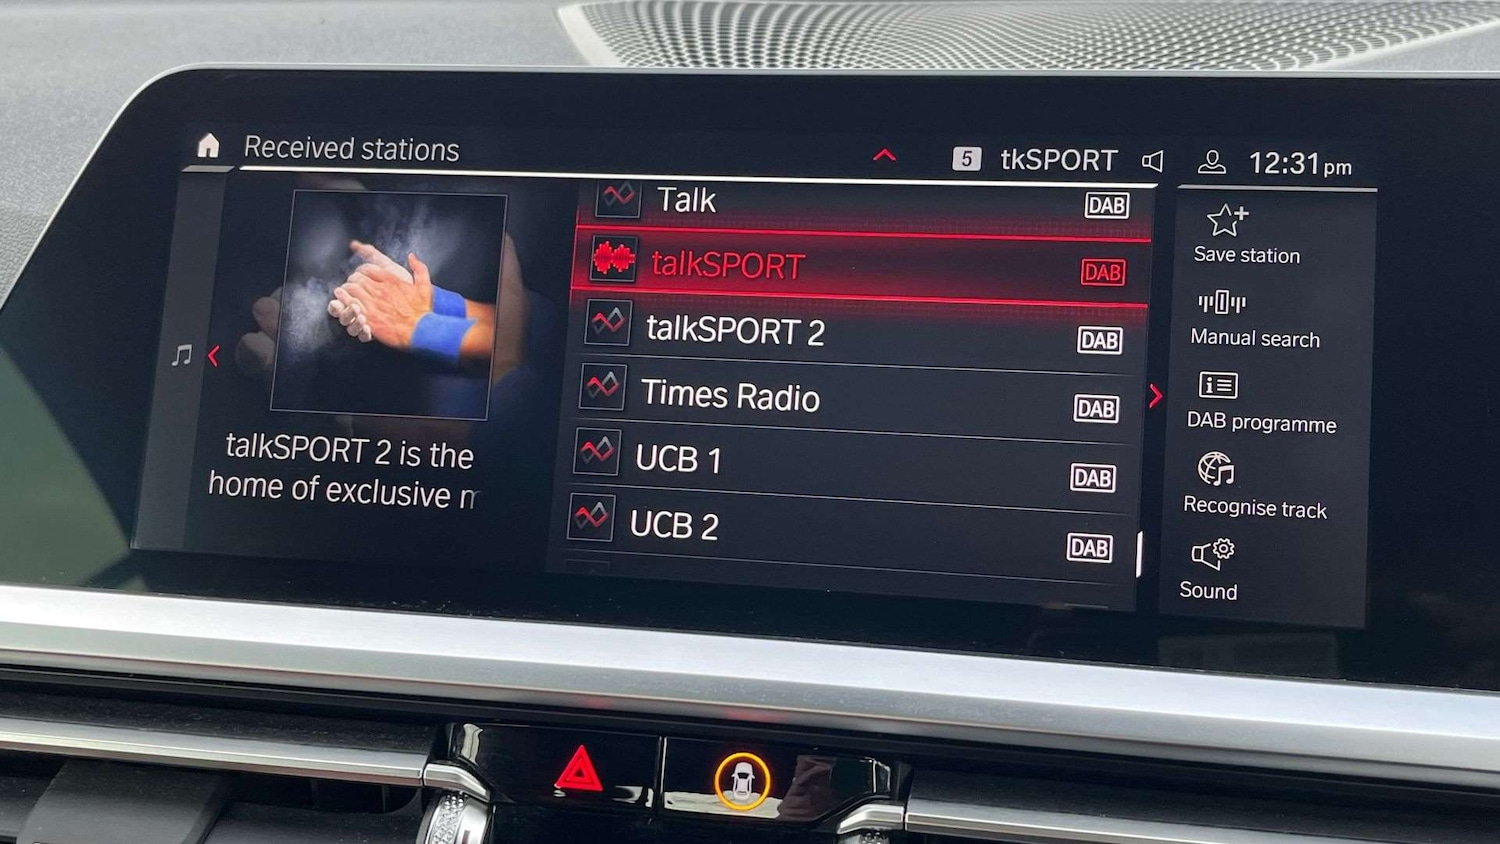 Received stations
5 tkSPORT 12:31 pm
talkSPORT 2 is the
home of exclusive
Talk DAB
talkSPORT DAB
talkSPORT 2 DAB
Times Radio DAB
UCB 1 DAB
UCB 2 DAB
Save station
Manual search
DAB programme
Recognise track
Sound